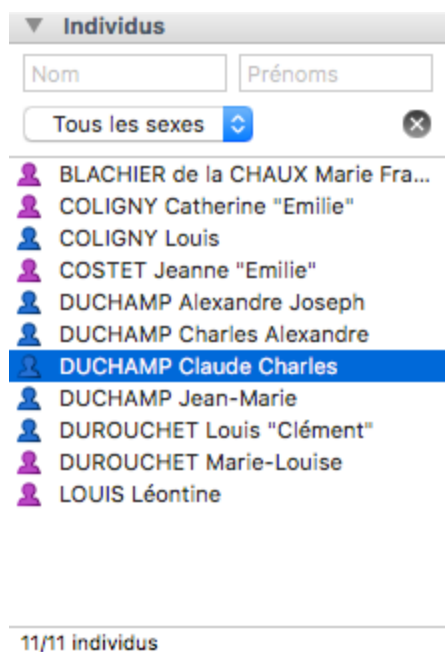 Individus
Nom Prénoms
Tous les sexes
BLACHIER de la CHAUX Marie Fra...
COLIGNY Catherine "Emilie"
COLIGNY Louis
COSTET Jeanne "Emilie"
DUCHAMP Alexandre Joseph
DUCHAMP Charles Alexandre
DUCHAMP Claude Charles
DUCHAMP Jean-Marie
DUROUCHET Louis "Clément"
DUROUCHET Marie-Louise
LOUIS Léontine
11/11 individus